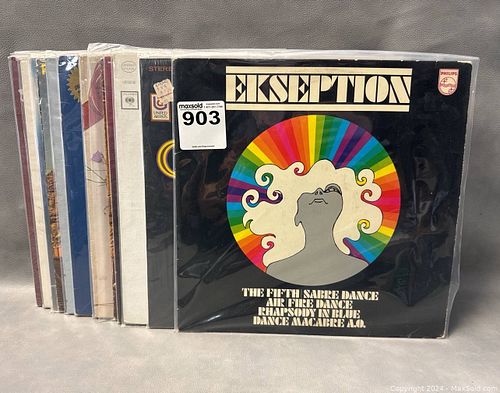 EKSEPTION
PHILIPS
maxsold
903
STEREO
THE FIFTH SABRE DANCE
AIR FIRE DANCE
RHAPSODY IN BLUE
DANCE MACABRE A.O.
Copyright 2024 - MaxSold.com